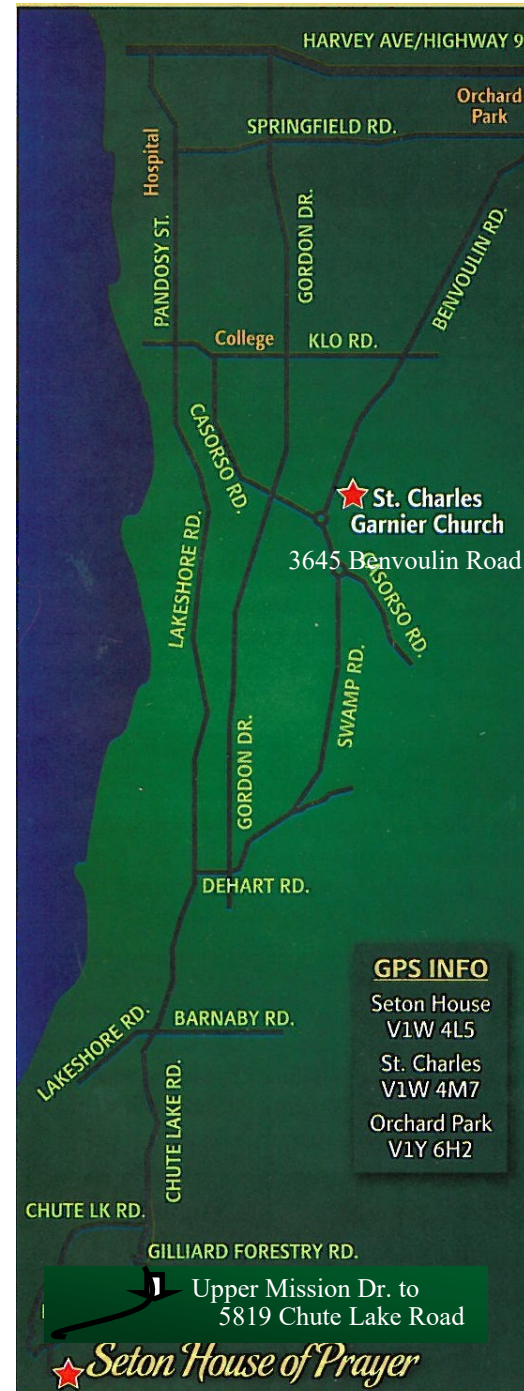 HARVEY AVE/HIGHWAY 9
Orchard
Park
SPRINGFIELD RD.
Hospital
PANDOSY ST.
GORDON DR.
BENVOULIN RD.
College
KLO RD.
CASORSO RD.
St. Charles
Garnier Church
3645 Benvoulin Road
CASORSO RD.
LAKESHORE RD.
SWAMP RD.
GORDON DR.
DEHART RD.
GPS INFO
Seton House
V1W 4L5
St. Charles
V1W 4M7
Orchard Park
V1Y 6H2
LAKESHORE RD.
BARNABY RD.
CHUTE LAKE RD.
CHUTE LK RD.
GILLIARD FORESTRY RD.
Upper Mission Dr. to
5819 Chute Lake Road
Seton House of Prayer